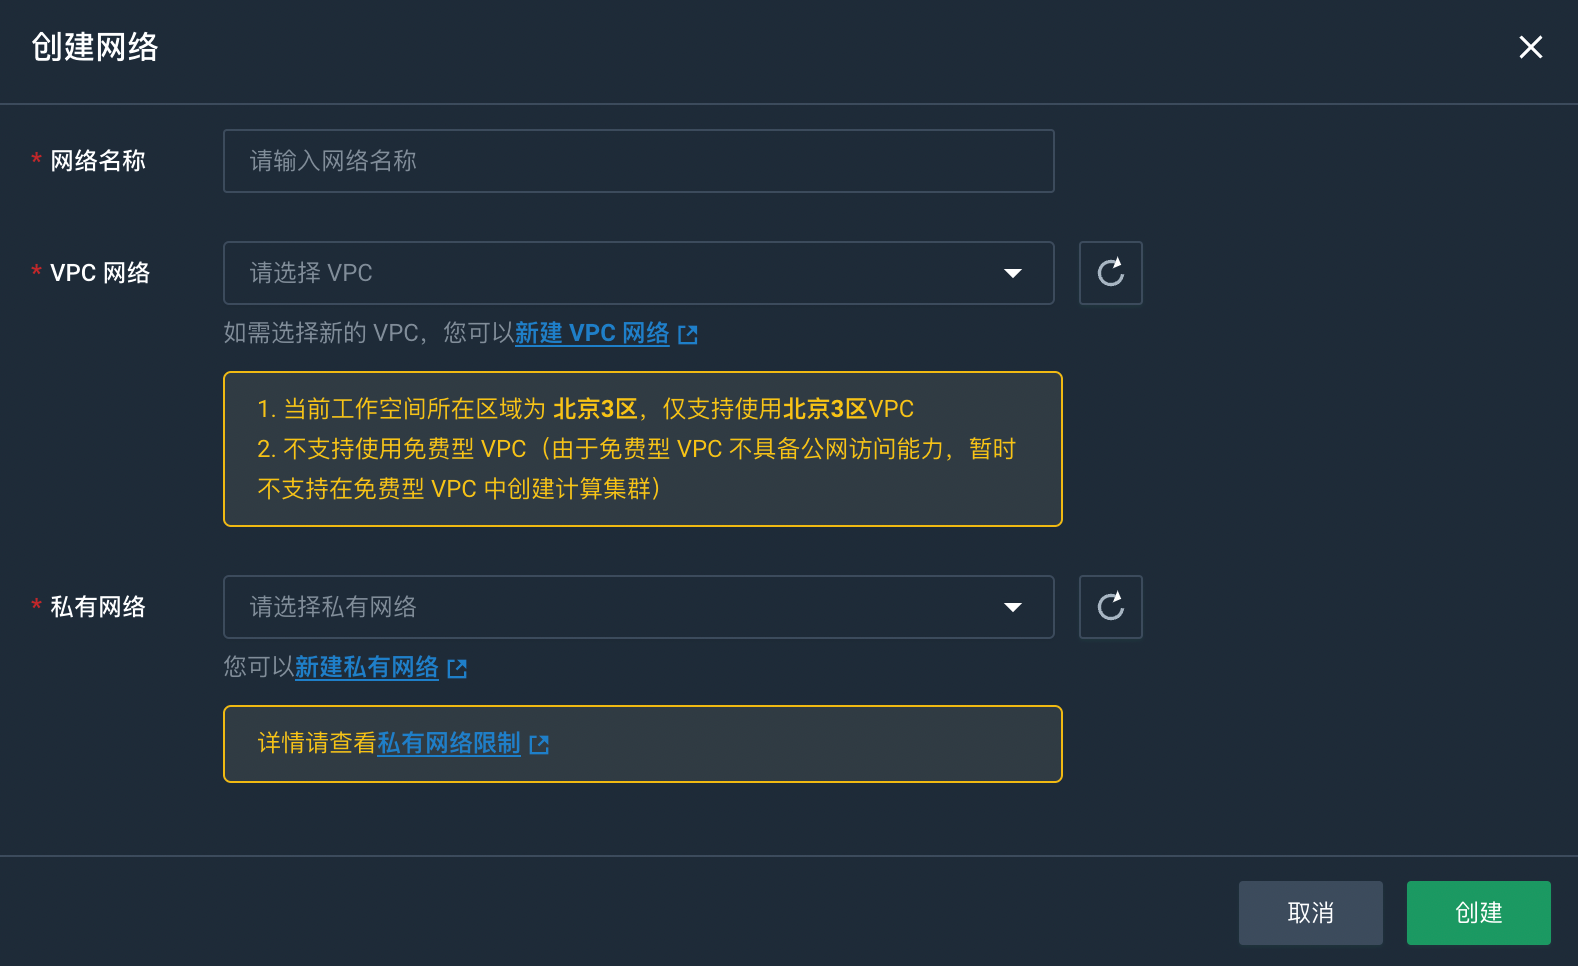 创建网络
* 网络名称
请输入网络名称
* VPC 网络
请选择 VPC
如需选择新的 VPC，您可以新建 VPC 网络
1. 当前工作空间所在区域为 北京3区，仅支持使用北京3区VPC
2. 不支持使用免费型 VPC（由于免费型 VPC 不具备公网访问能力，暂时
不支持在免费型 VPC 中创建计算集群）
* 私有网络
请选择私有网络
您可以新建私有网络
详情请查看私有网络限制
取消
创建